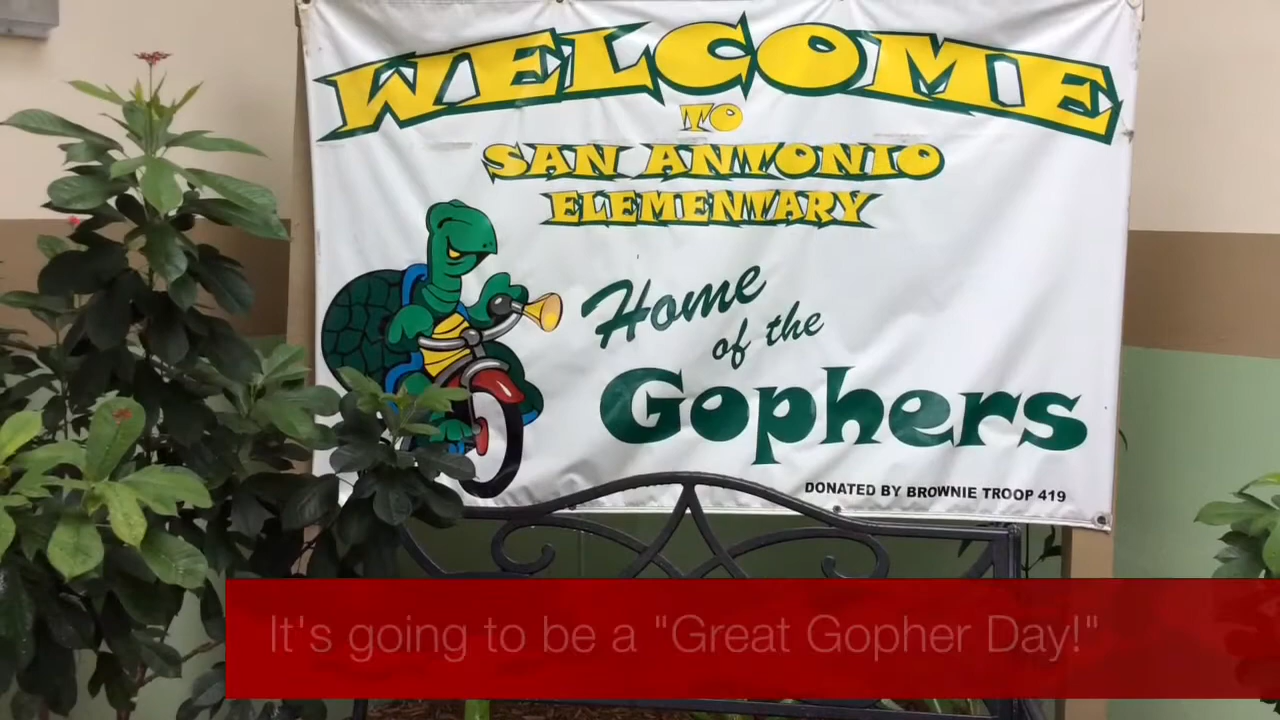 WELCOME
TO
SAN ANTONIO
ELEMENTARY
Home
of the
Gophers
DONATED BY BROWNIE TROOP 419
It's going to be a "Great Gopher Day!"